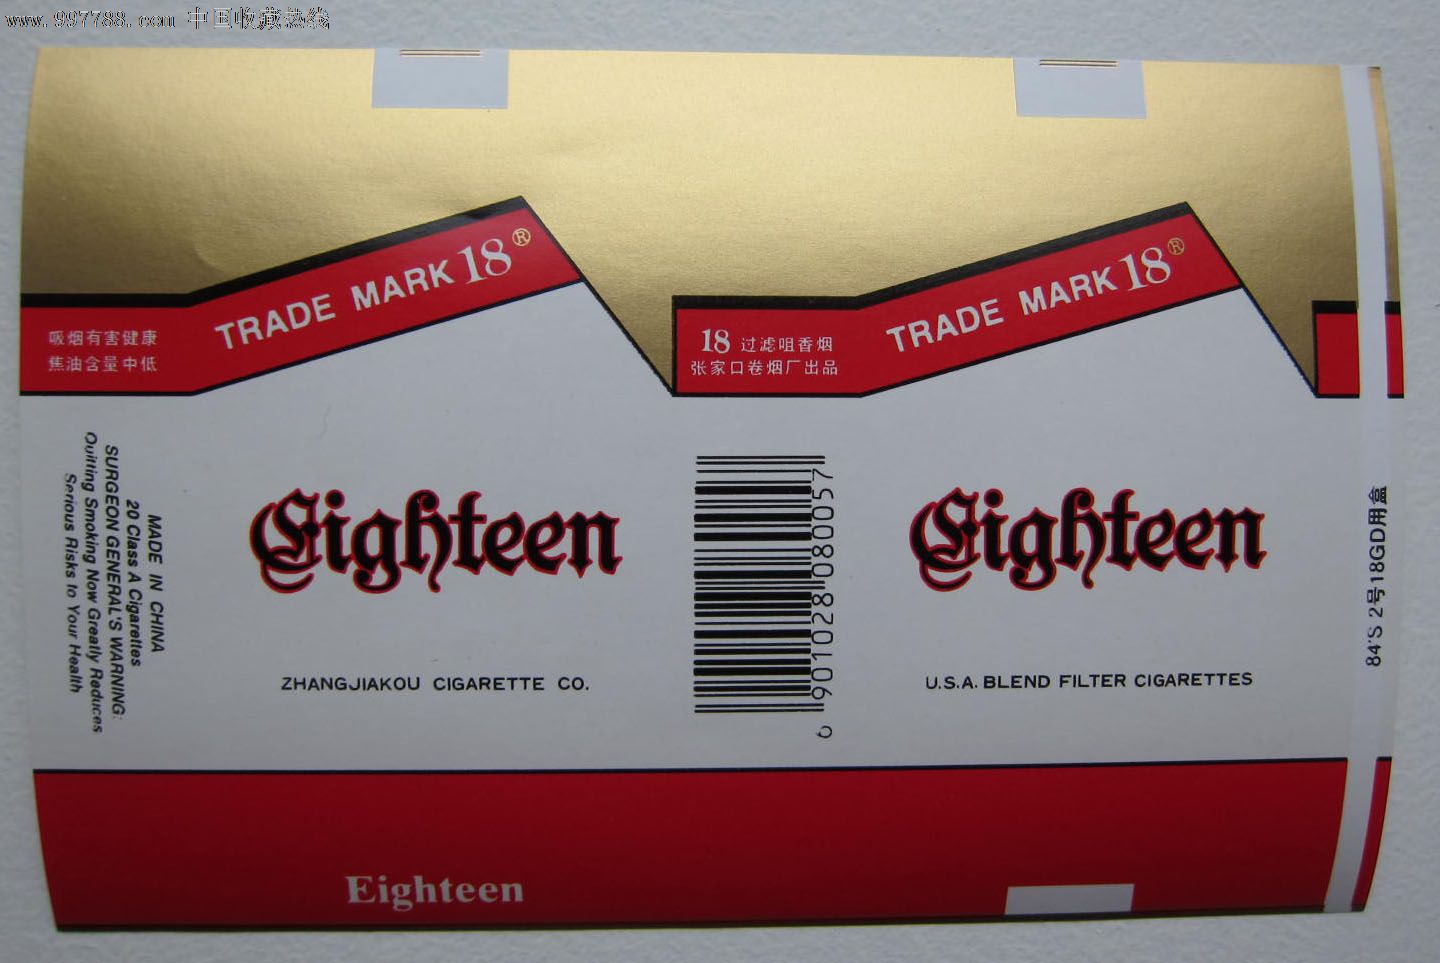 www.997788.com 中国收藏热线
TRADE MARK 18®
吸烟有害健康
焦油含量中低
18 过滤咀香烟
张家口卷烟厂出品
TRADE MARK 18®
MADE IN CHINA
20 Class A Cigarettes
SURGEON GENERAL'S WARNING:
Quitting Smoking Now Greatly Reduces
Serious Risks to Your Health
Eighteen
ZHANGJIAKOU CIGARETTE CO.
6901028080057
Eighteen
U.S.A. BLEND FILTER CIGARETTES
84'S 2号18GD用盒
Eighteen